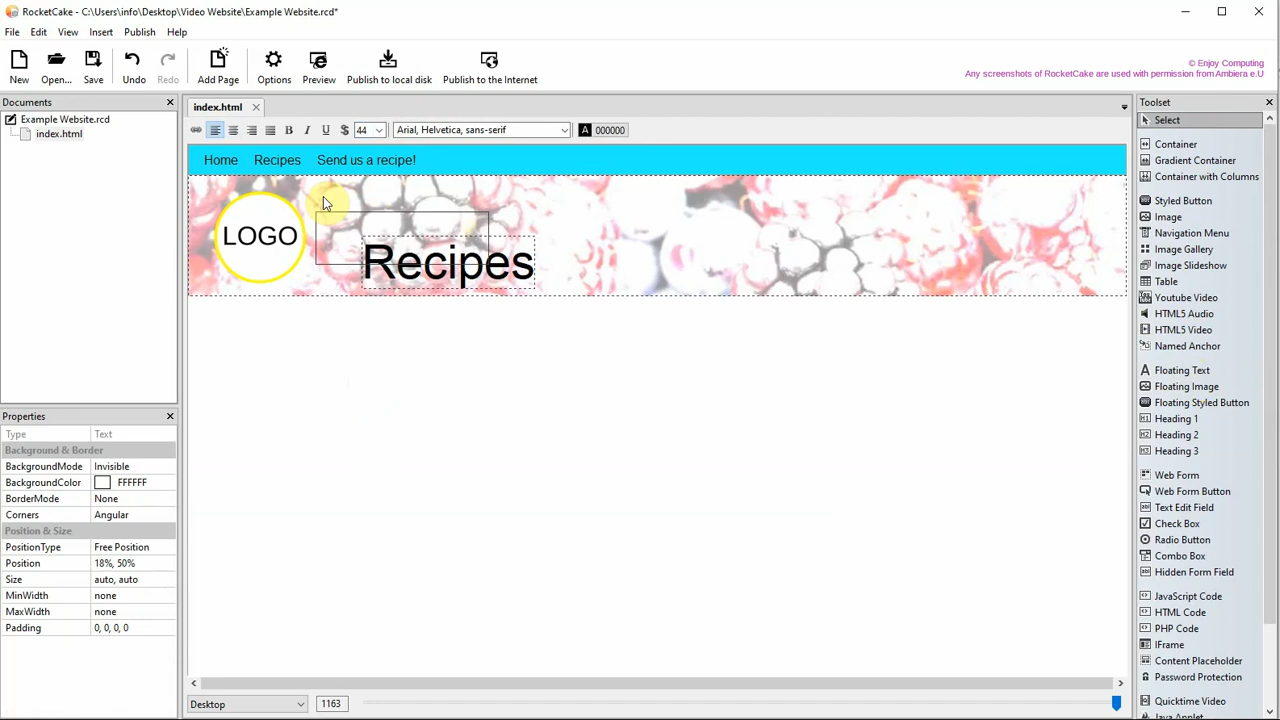 RocketCake - C:\Users\info\Desktop\Video Website\Example Website.rcd*
File Edit View Insert Publish Help
New Open... Save Undo Redo Add Page Options Preview Publish to local disk Publish to the Internet
© Enjoy Computing
Any screenshots of RocketCake are used with permission from Ambiera e.U
Documents
Example Website.rcd
index.html
index.html
44 Arial, Helvetica, sans-serif A 000000
Home Recipes Send us a recipe!
LOGO
Recipes
Properties
Type Text
Background & Border
BackgroundMode Invisible
BackgroundColor FFFFFF
BorderMode None
Corners Angular
Position & Size
PositionType Free Position
Position 18%, 50%
Size auto, auto
MinWidth none
MaxWidth none
Padding 0, 0, 0, 0
Desktop 1163
Toolset
Select
Container
Gradient Container
Container with Columns
Styled Button
Image
Navigation Menu
Image Gallery
Image Slideshow
Table
Youtube Video
HTML5 Audio
HTML5 Video
Named Anchor
Floating Text
Floating Image
Floating Styled Button
Heading 1
Heading 2
Heading 3
Web Form
Web Form Button
Text Edit Field
Check Box
Radio Button
Combo Box
Hidden Form Field
JavaScript Code
HTML Code
PHP Code
IFrame
Content Placeholder
Password Protection
Quicktime Video
Java Applet